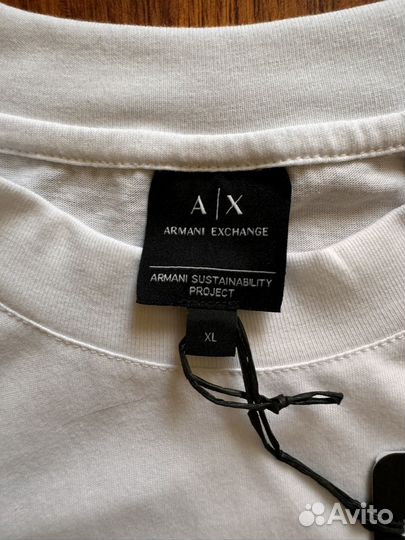 A|X
ARMANI EXCHANGE
ARMANI SUSTAINABILITY
PROJECT
XL
Avito